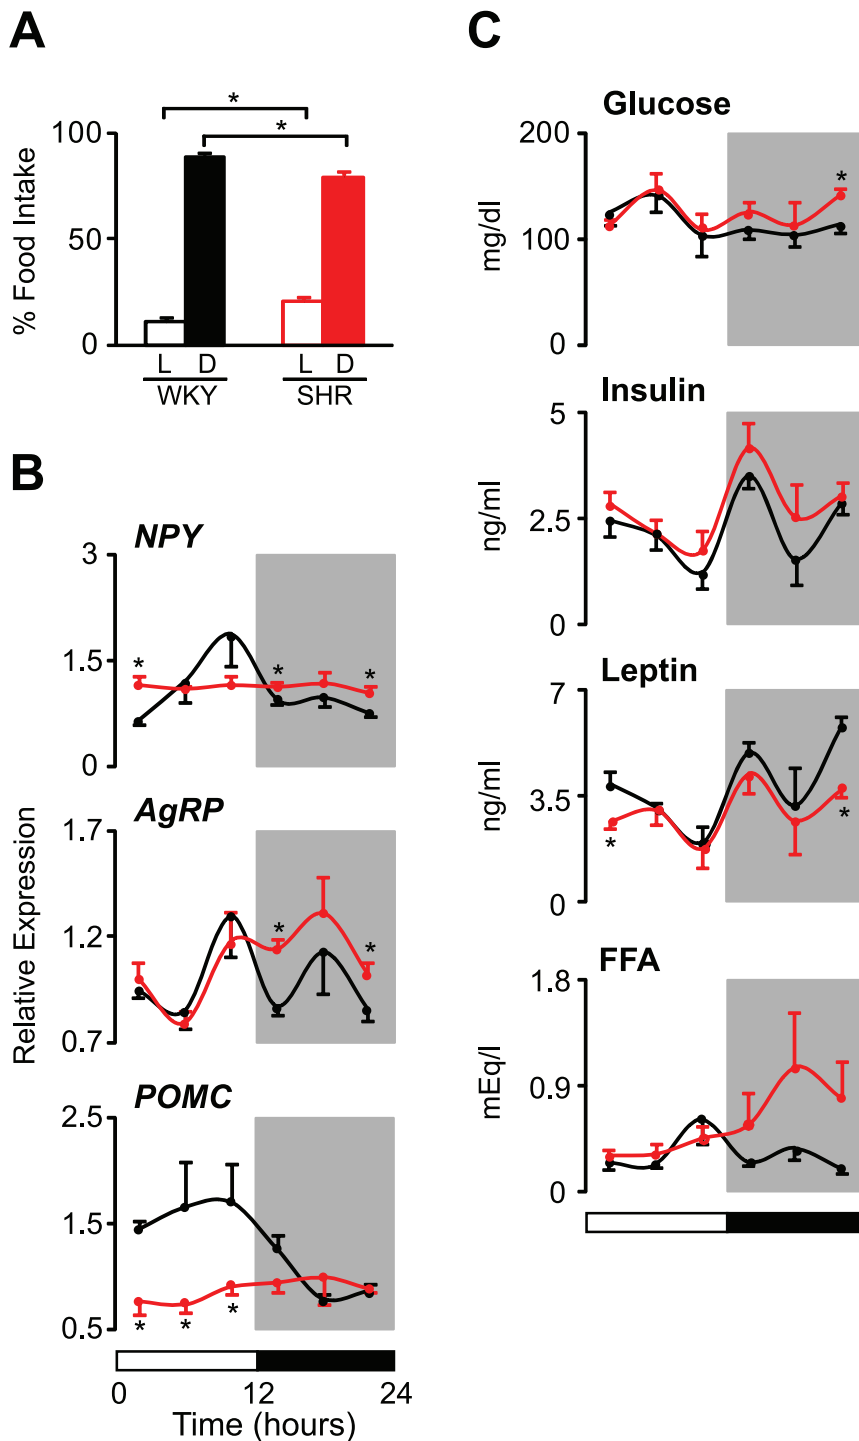 A
*
*
100
50
0
% Food Intake
L D L D
WKY SHR
B
NPY
3
1.5
0
*
*
*
AgRP
1.7
1.2
0.7
*
*
Relative Expression
POMC
2.5
1.5
0.5
*
*
*
0 12 24
Time (hours)
C
Glucose
200
100
0
mg/dl
*
Insulin
5
2.5
0
ng/ml
Leptin
7
3.5
0
ng/ml
*
*
FFA
1.8
0.9
0
mEq/l